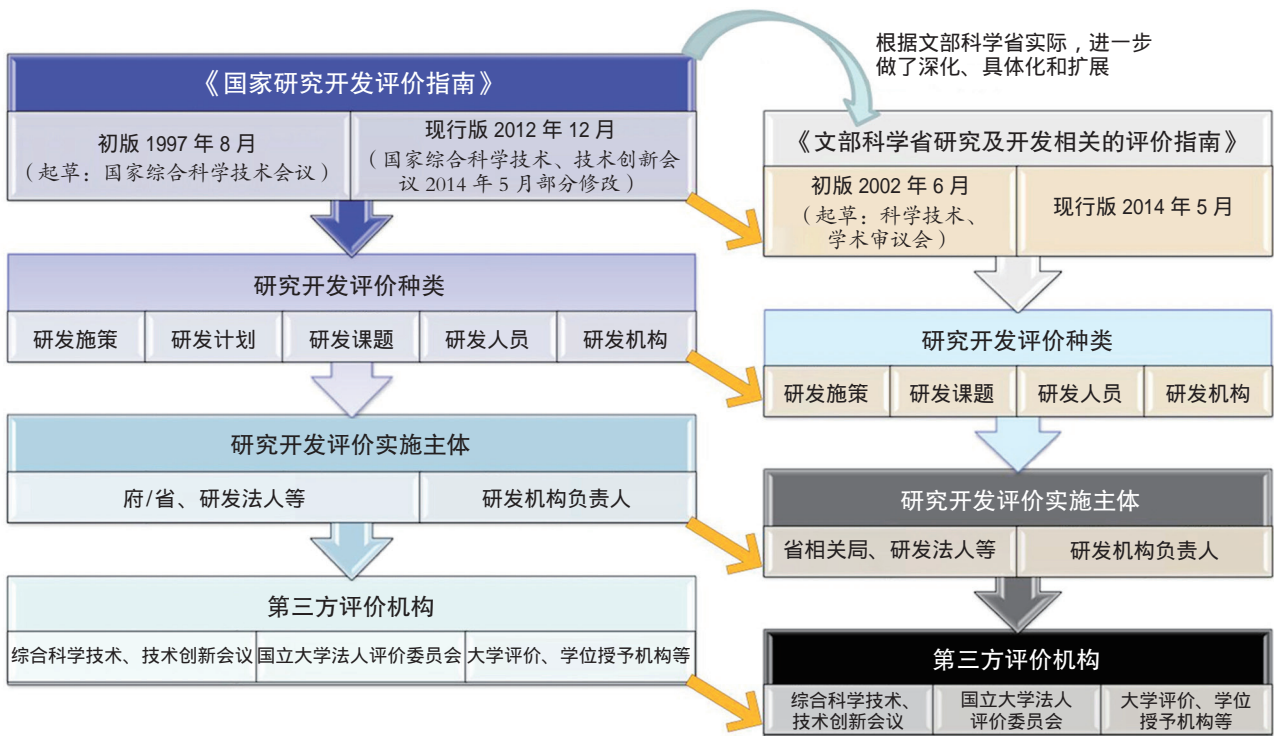 根据文部科学省实际，进一步
做了深化、具体化和扩展
《国家研究开发评价指南》
初版 1997 年 8 月
（起草：国家综合科学技术会议）
现行版 2012 年 12 月
（国家综合科学技术、技术创新会
议 2014 年 5 月部分修改）
研究开发评价种类
研发施策
研发计划
研发课题
研发人员
研发机构
研究开发评价实施主体
府/省、研发法人等
研发机构负责人
第三方评价机构
综合科学技术、技术创新会议
国立大学法人评价委员会
大学评价、学位授予机构等
《文部科学省研究及开发相关的评价指南》
初版 2002 年 6 月
（起草：科学技术、
学术审议会）
现行版 2014 年 5 月
研究开发评价种类
研发施策
研发课题
研发人员
研发机构
研究开发评价实施主体
省相关局、研发法人等
研发机构负责人
第三方评价机构
综合科学技术、
技术创新会议
国立大学法人
评价委员会
大学评价、学位
授予机构等